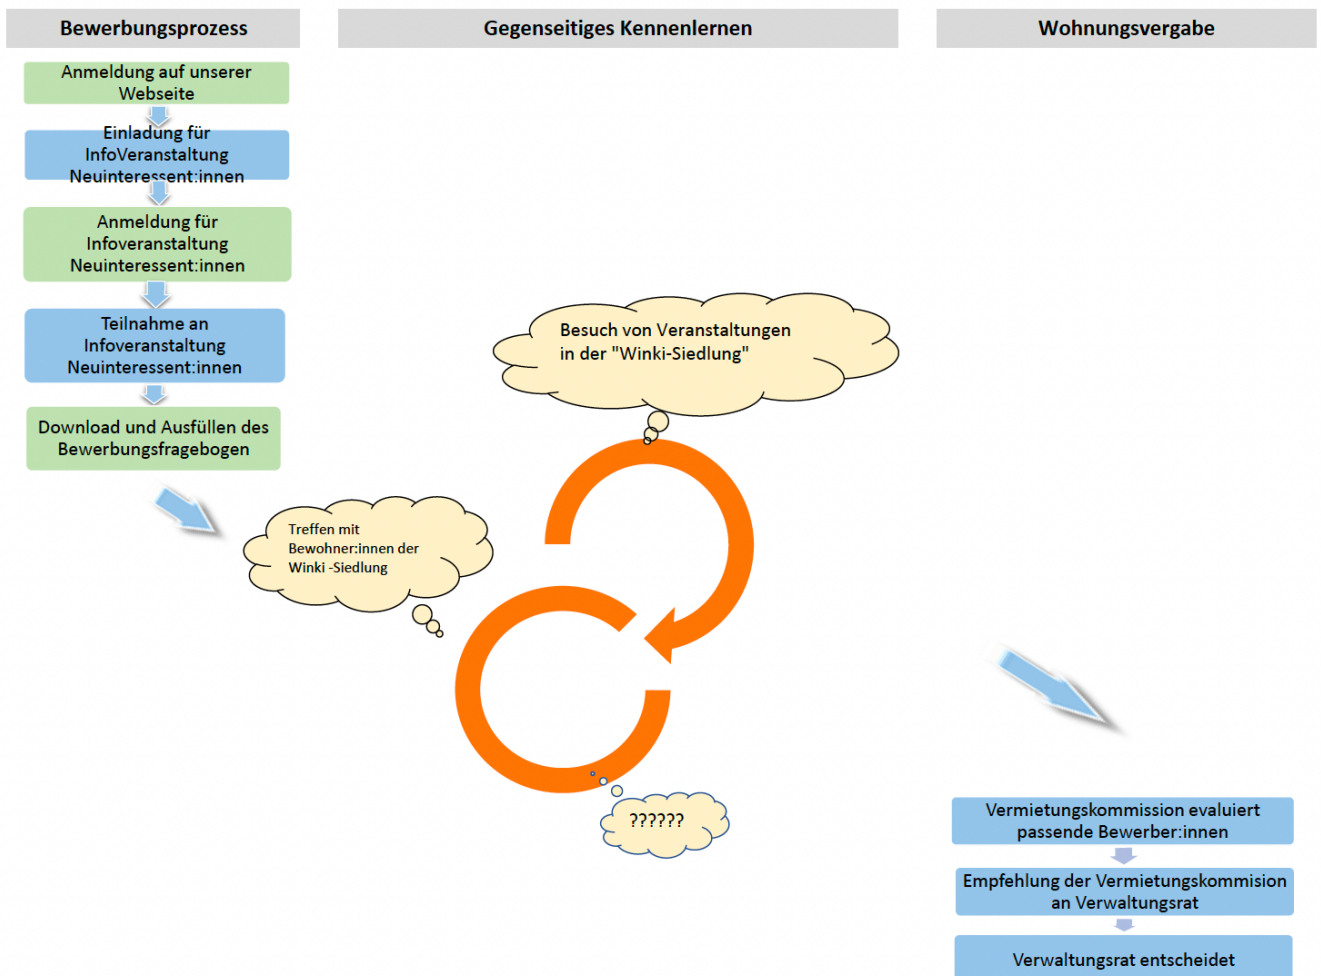 Bewerbungsprozess
Gegenseitiges Kennenlernen
Wohnungsvergabe
Anmeldung auf unserer
Webseite
Einladung für
InfoVeranstaltung
Neuinteressent:innen
Anmeldung für
Infoveranstaltung
Neuinteressent:innen
Teilnahme an
Infoveranstaltung
Neuinteressent:innen
Download und Ausfüllen des
Bewerbungsfragebogen
Besuch von Veranstaltungen
in der "Winki-Siedlung"
Treffen mit
Bewohner:innen der
Winki -Siedlung
??????
Vermietungskommission evaluiert
passende Bewerber:innen
Empfehlung der Vermietungskommision
an Verwaltungsrat
Verwaltungsrat entscheidet